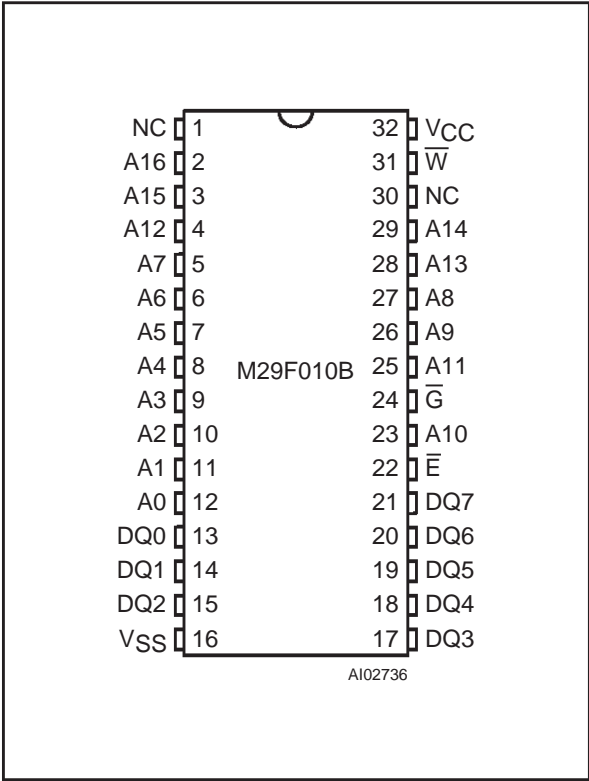 NC 1 32 VCC
A16 2 31 W̅
A15 3 30 NC
A12 4 29 A14
A7 5 28 A13
A6 6 27 A8
A5 7 26 A9
A4 8 M29F010B 25 A11
A3 9 24 G̅
A2 10 23 A10
A1 11 22 E̅
A0 12 21 DQ7
DQ0 13 20 DQ6
DQ1 14 19 DQ5
DQ2 15 18 DQ4
VSS 16 17 DQ3
AI02736